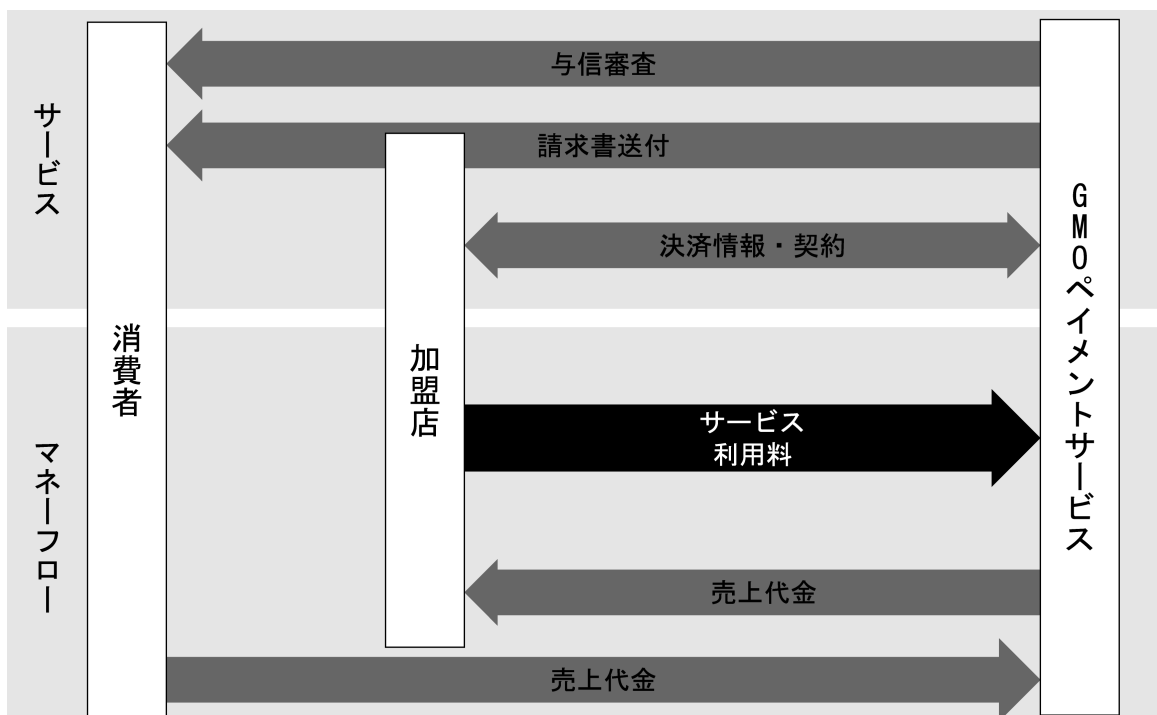 与信審査
請求書送付
サービス
決済情報・契約
GMOペイメントサービス
消費者
加盟店
サービス
利用料
マネーフロー
売上代金
売上代金